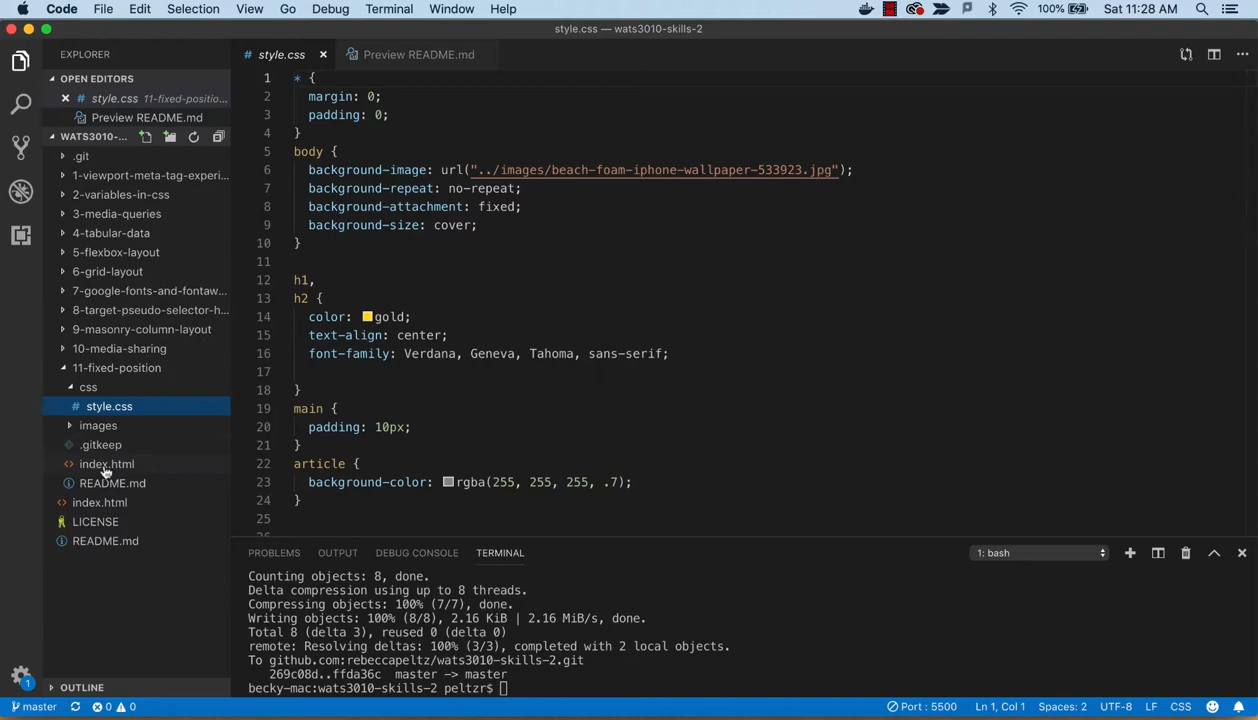 Code File Edit Selection View Go Debug Terminal Window Help 100% Sat 11:28 AM
style.css — wats3010-skills-2
EXPLORER
OPEN EDITORS
style.css 11-fixed-positio...
Preview README.md
WATS3010-...
.git
1-viewport-meta-tag-experi...
2-variables-in-css
3-media-queries
4-tabular-data
5-flexbox-layout
6-grid-layout
7-google-fonts-and-fontaw...
8-target-pseudo-selector-h...
9-masonry-column-layout
10-media-sharing
11-fixed-position
css
# style.css
images
.gitkeep
index.html
README.md
index.html
LICENSE
README.md
OUTLINE
# style.css Preview README.md
1 * {
2 margin: 0;
3 padding: 0;
4 }
5 body {
6 background-image: url("../images/beach-foam-iphone-wallpaper-533923.jpg");
7 background-repeat: no-repeat;
8 background-attachment: fixed;
9 background-size: cover;
10 }
11
12 h1,
13 h2 {
14 color: gold;
15 text-align: center;
16 font-family: Verdana, Geneva, Tahoma, sans-serif;
17
18 }
19 main {
20 padding: 10px;
21 }
22 article {
23 background-color: rgba(255, 255, 255, .7);
24 }
25
PROBLEMS OUTPUT DEBUG CONSOLE TERMINAL 1: bash
Counting objects: 8, done.
Delta compression using up to 8 threads.
Compressing objects: 100% (7/7), done.
Writing objects: 100% (8/8), 2.16 KiB | 2.16 MiB/s, done.
Total 8 (delta 3), reused 0 (delta 0)
remote: Resolving deltas: 100% (3/3), completed with 2 local objects.
To github.com:rebeccapeltz/wats3010-skills-2.git
269c08d..ffda36c master -> master
becky-mac:wats3010-skills-2 peltzr$
1
master 0 0 Port : 5500 Ln 1, Col 1 Spaces: 2 UTF-8 LF CSS